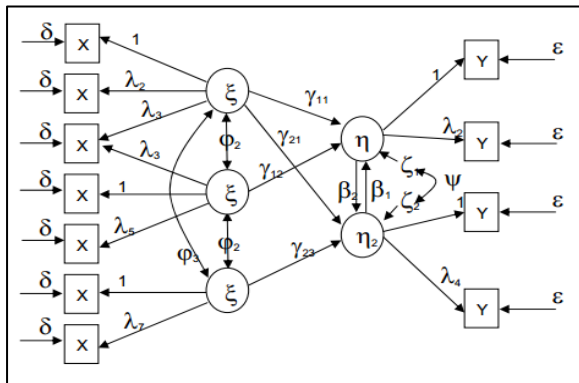 δ X 1 Y ε
δ X λ₂ ξ γ₁₁ 1
λ₃ γ₂₁ η λ₂ Y ε
δ X φ₂
λ₃ γ₁₂ ζ
δ X 1 ξ β₂ β₁ ψ
φ₃ ζ₂ 1 Y ε
δ X λ₅ φ₂ η₂
γ₂₃ λ₄
δ X 1 ξ
δ X λ₇ Y ε